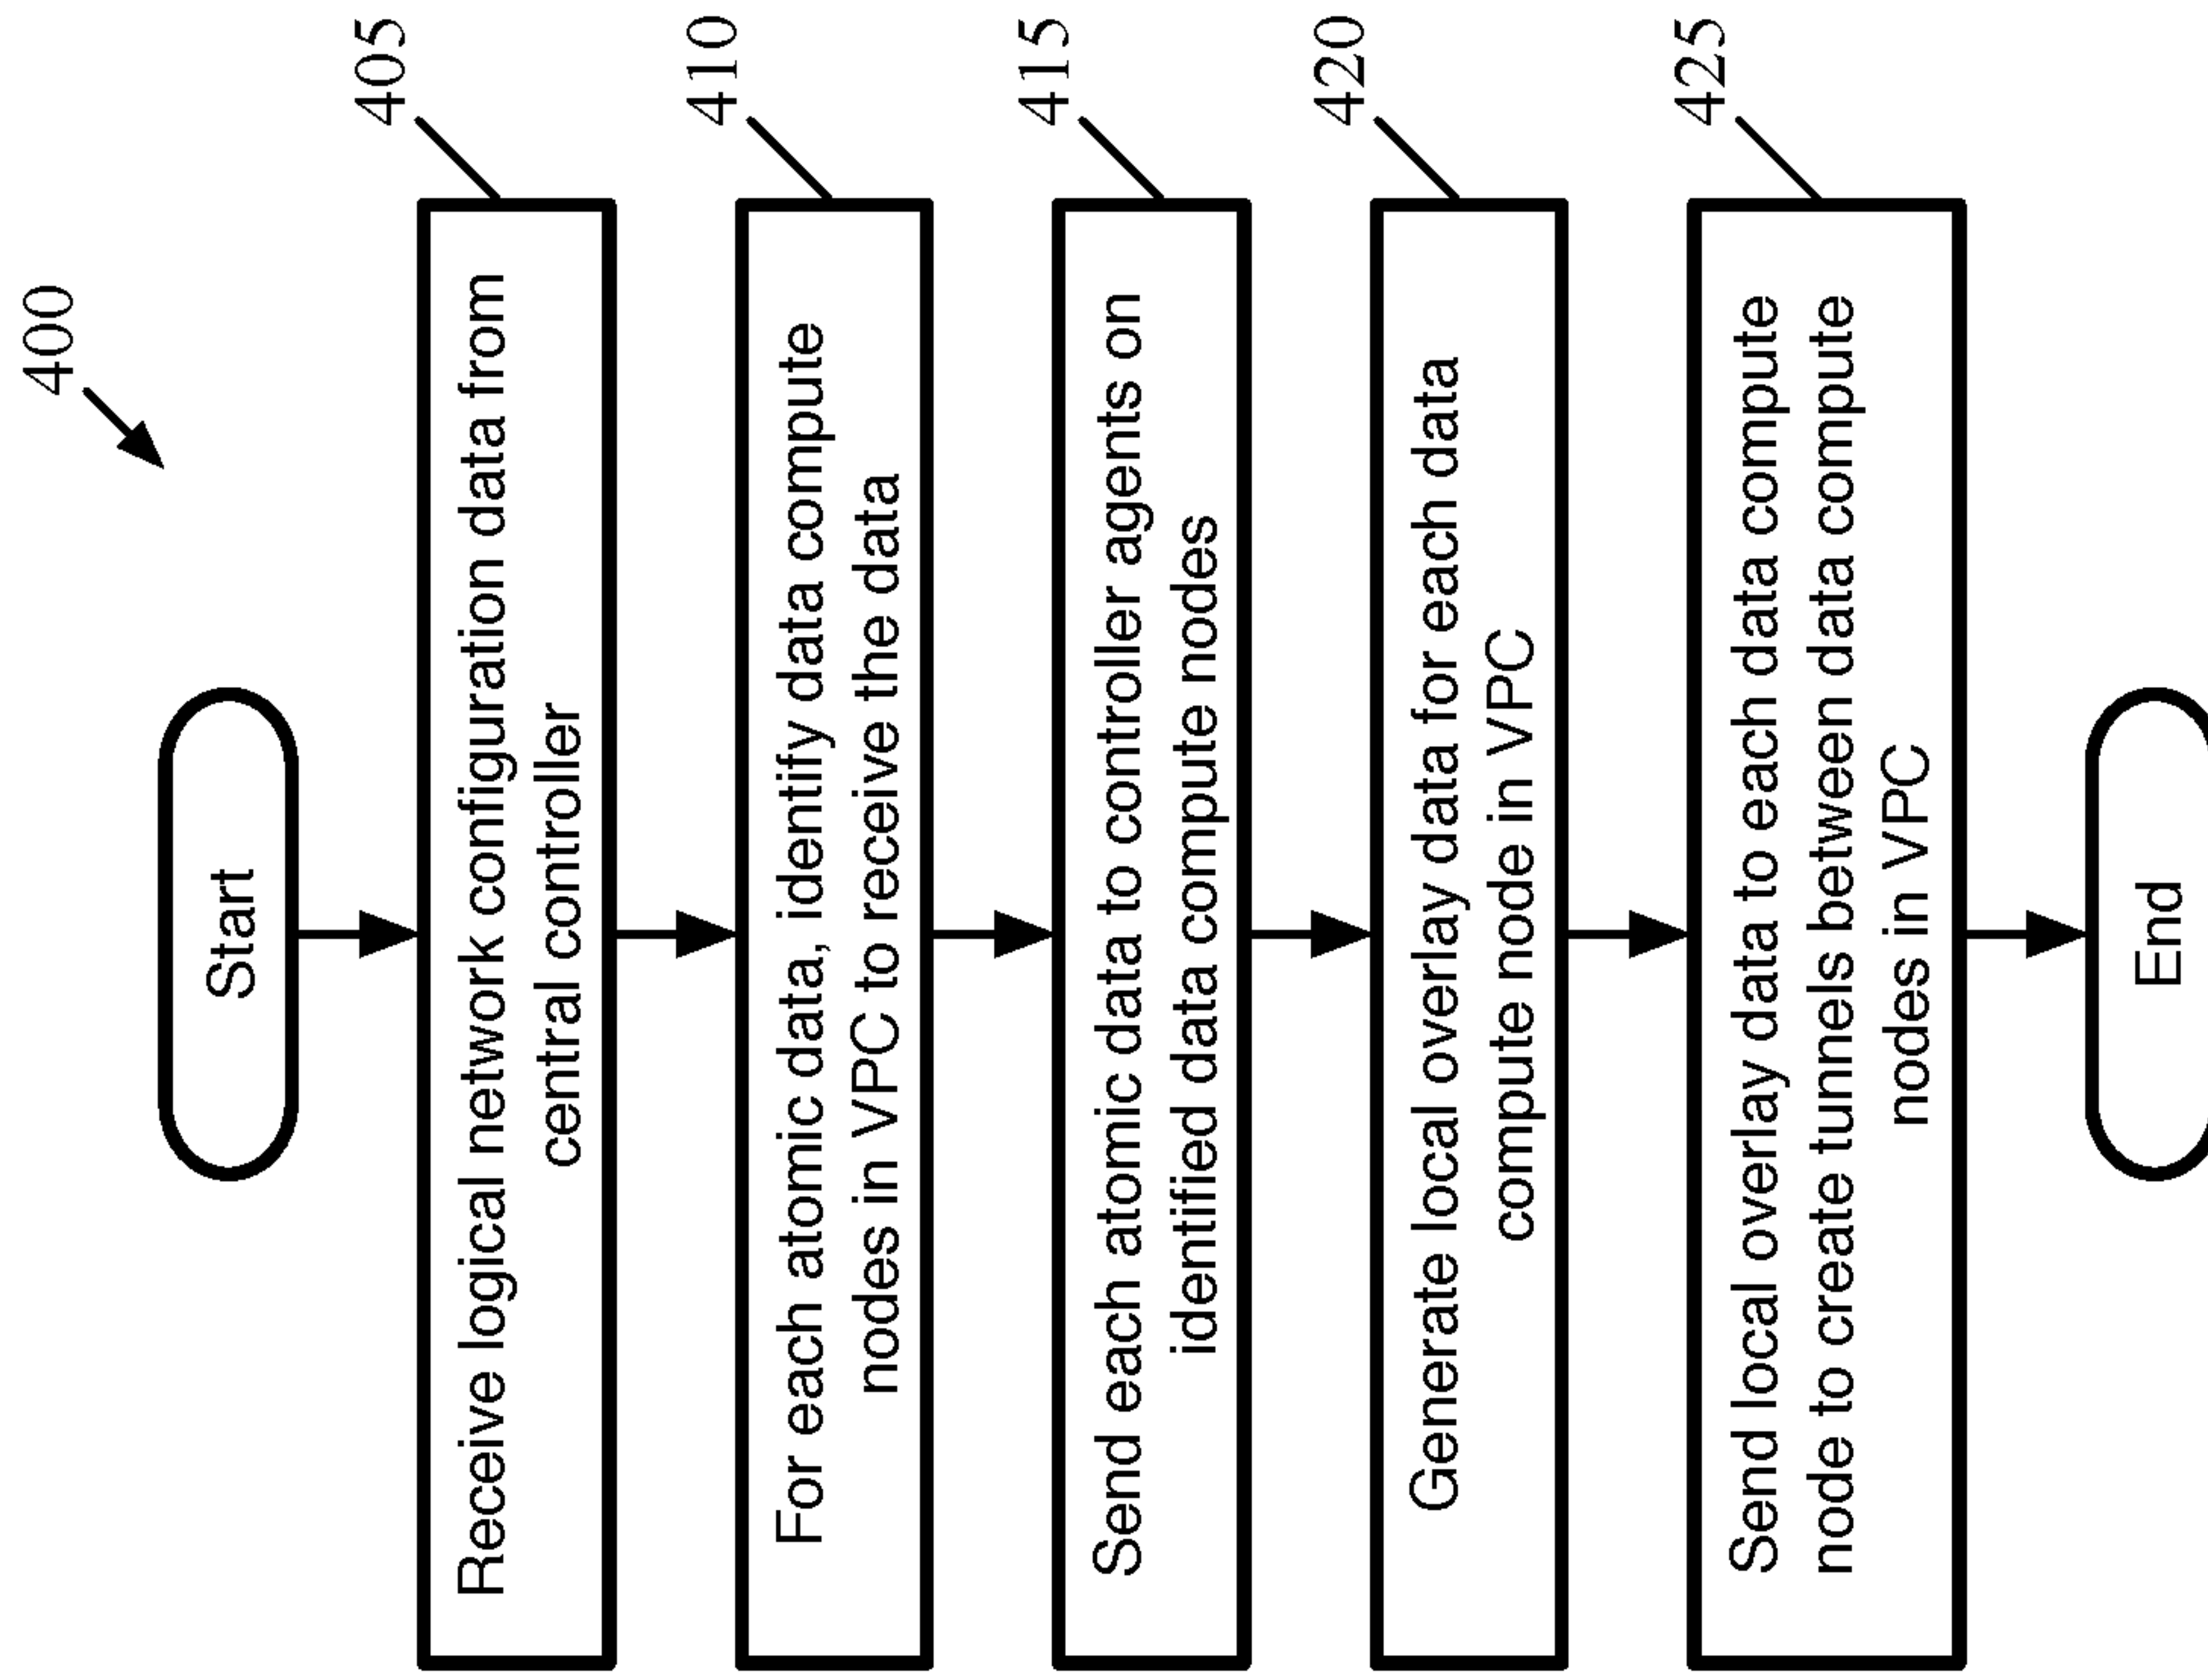 400
Start
405
Receive logical network configuration data from
central controller
410
For each atomic data, identify data compute
nodes in VPC to receive the data
415
Send each atomic data to controller agents on
identified data compute nodes
420
Generate local overlay data for each data
compute node in VPC
425
Send local overlay data to each data compute
node to create tunnels between data compute
nodes in VPC
End